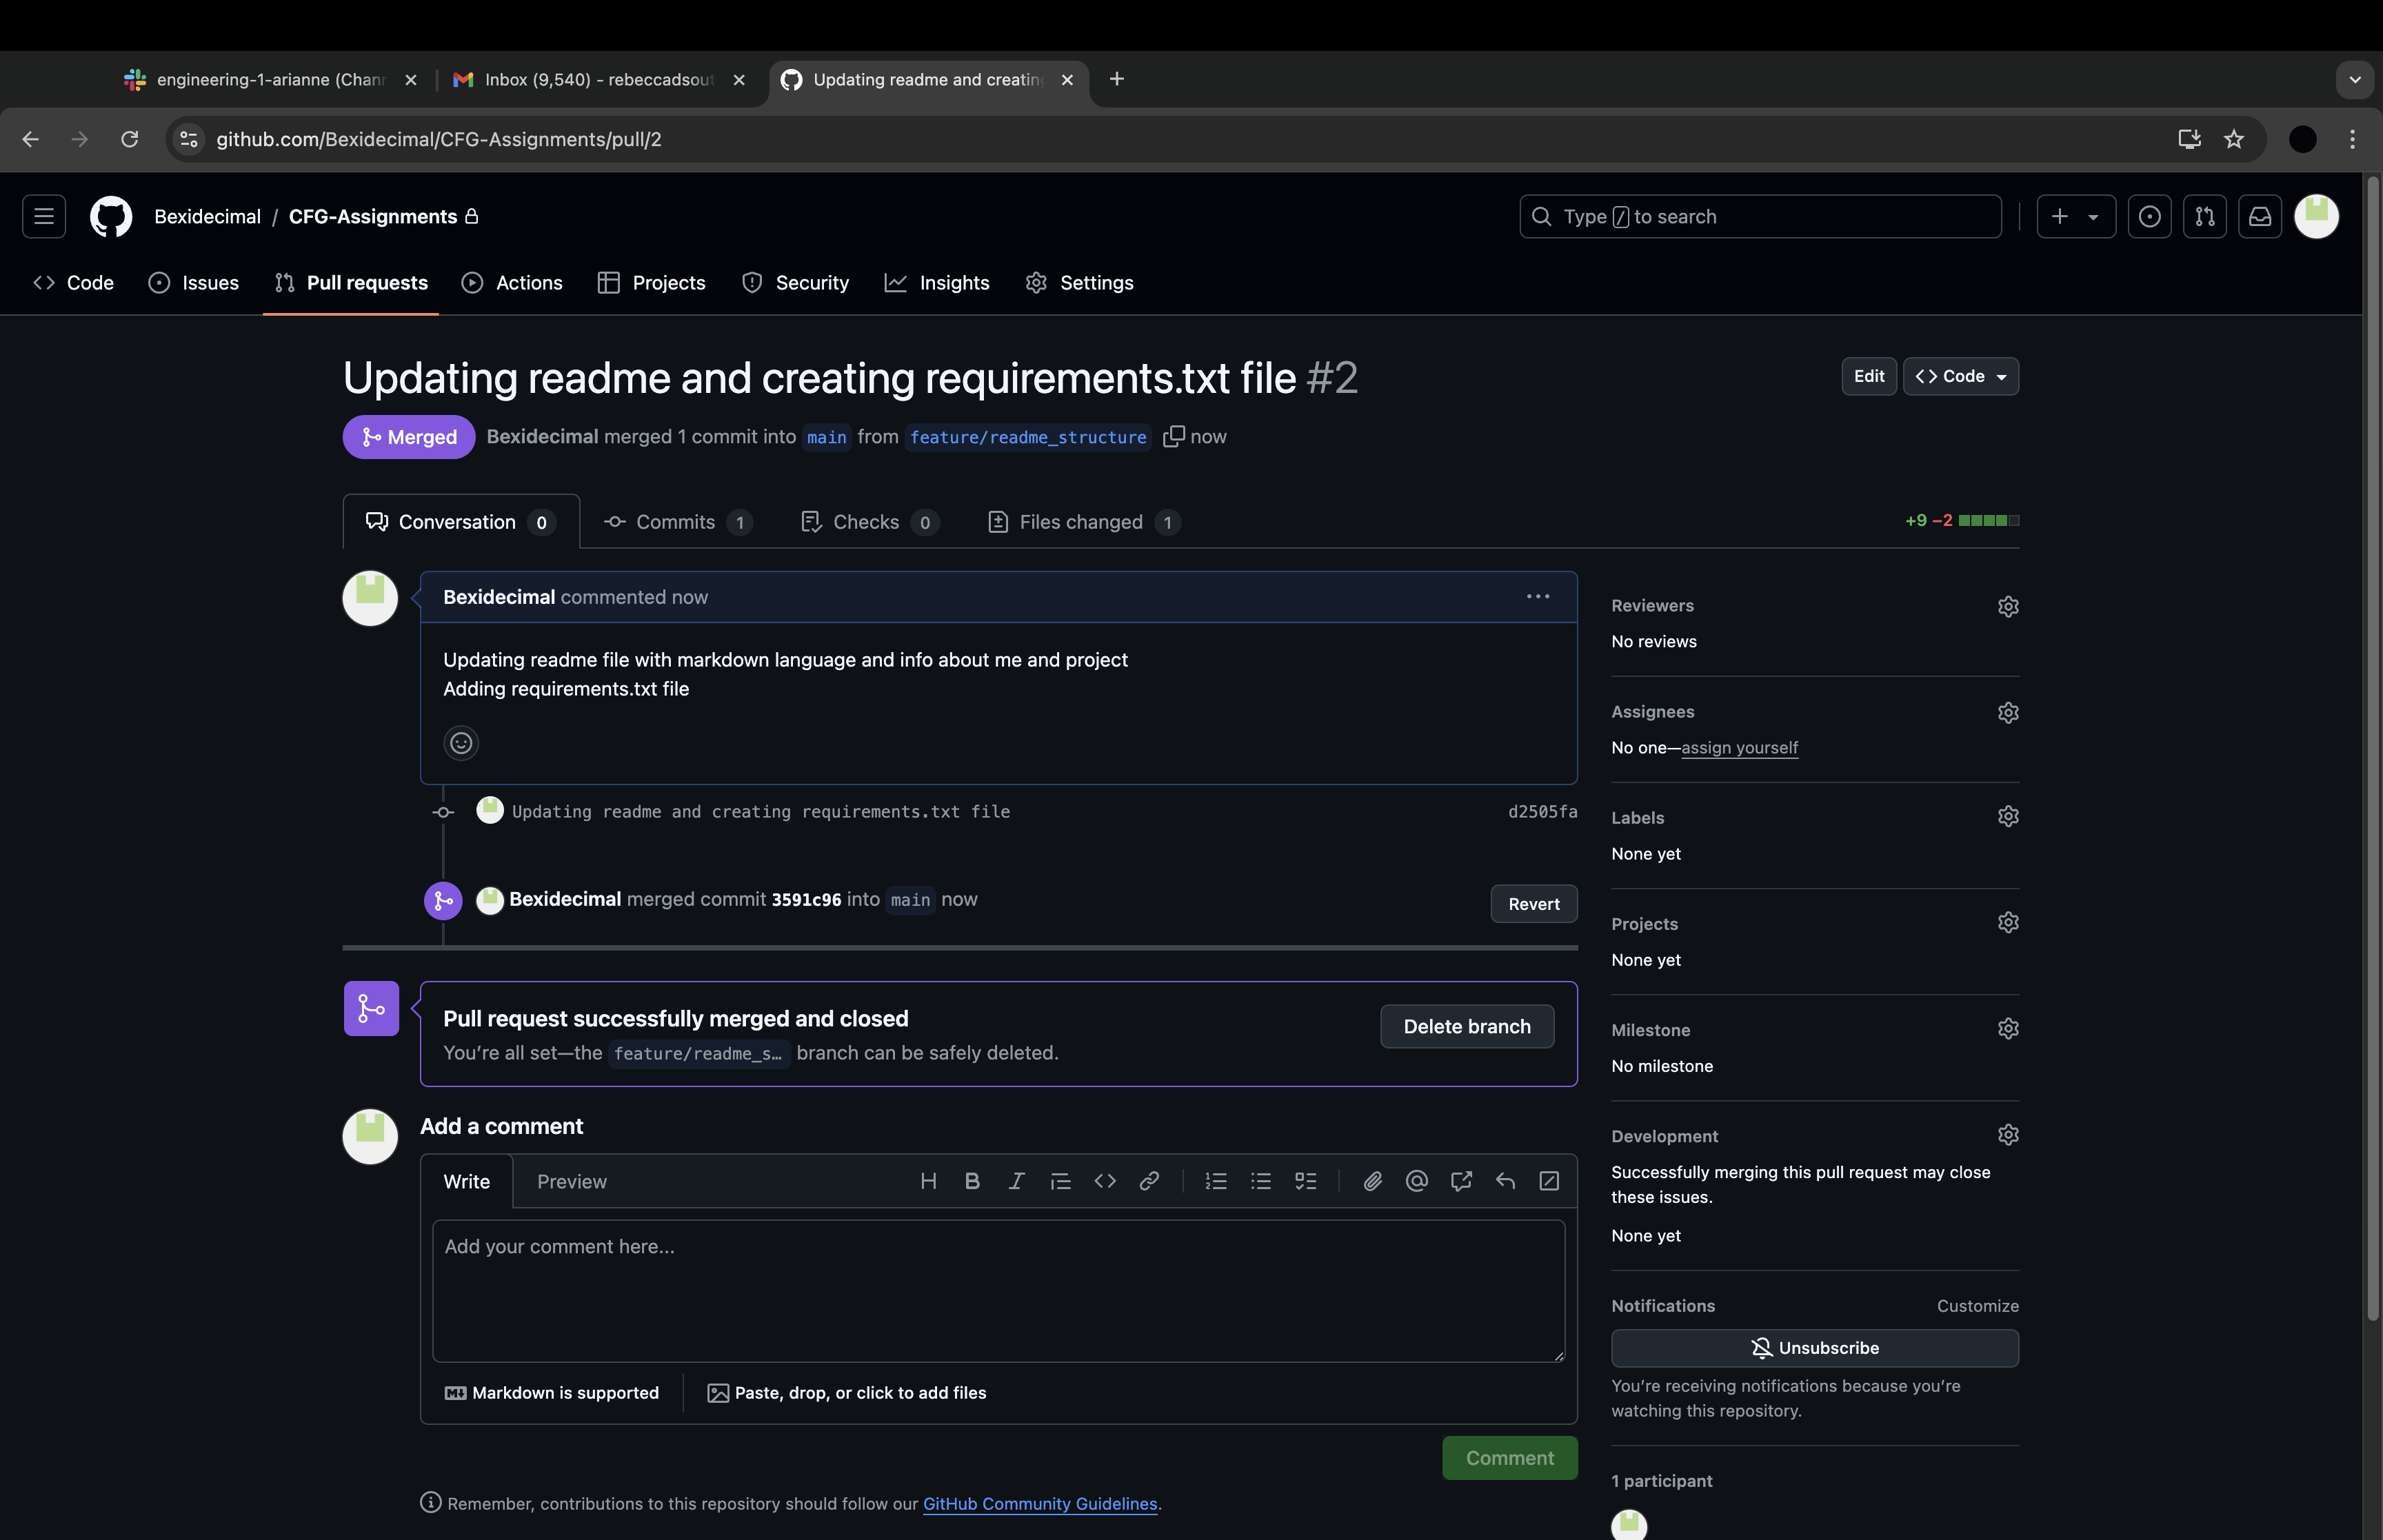 engineering-1-arianne (Chann
Inbox (9,540) - rebeccadsout
Updating readme and creating
github.com/Bexidecimal/CFG-Assignments/pull/2
Bexidecimal / CFG-Assignments
Type / to search
Code
Issues
Pull requests
Actions
Projects
Security
Insights
Settings
Updating readme and creating requirements.txt file #2
Edit
Code
Merged
Bexidecimal merged 1 commit into main from feature/readme_structure now
Conversation 0
Commits 1
Checks 0
Files changed 1
+9 −2
Bexidecimal commented now
Updating readme file with markdown language and info about me and project
Adding requirements.txt file
Updating readme and creating requirements.txt file d2505fa
Bexidecimal merged commit 3591c96 into main now
Revert
Pull request successfully merged and closed
You're all set—the feature/readme_s… branch can be safely deleted.
Delete branch
Add a comment
Write
Preview
Add your comment here...
Markdown is supported
Paste, drop, or click to add files
Comment
Remember, contributions to this repository should follow our GitHub Community Guidelines.
Reviewers
No reviews
Assignees
No one—assign yourself
Labels
None yet
Projects
None yet
Milestone
No milestone
Development
Successfully merging this pull request may close
these issues.
None yet
Notifications
Customize
Unsubscribe
You're receiving notifications because you're
watching this repository.
1 participant